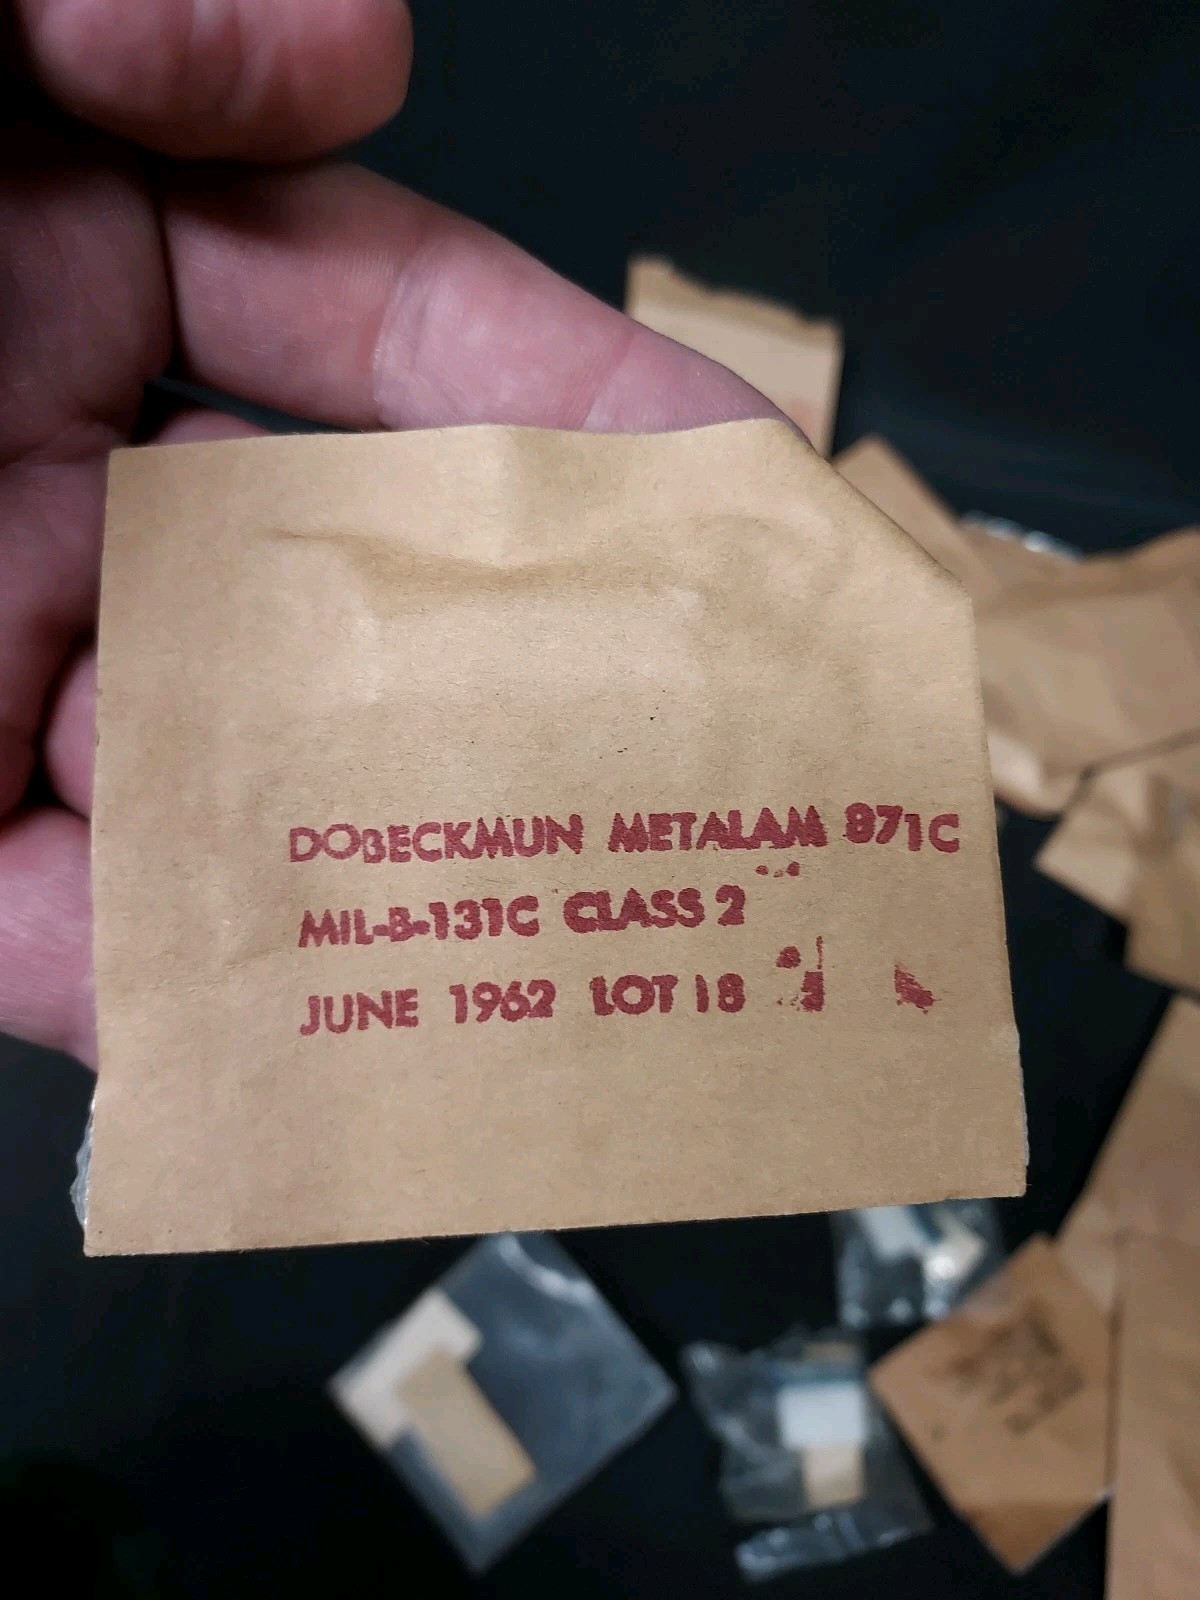 DOBECKMUN METALAM 871C
MIL-B-131C CLASS 2
JUNE 1962 LOT 18